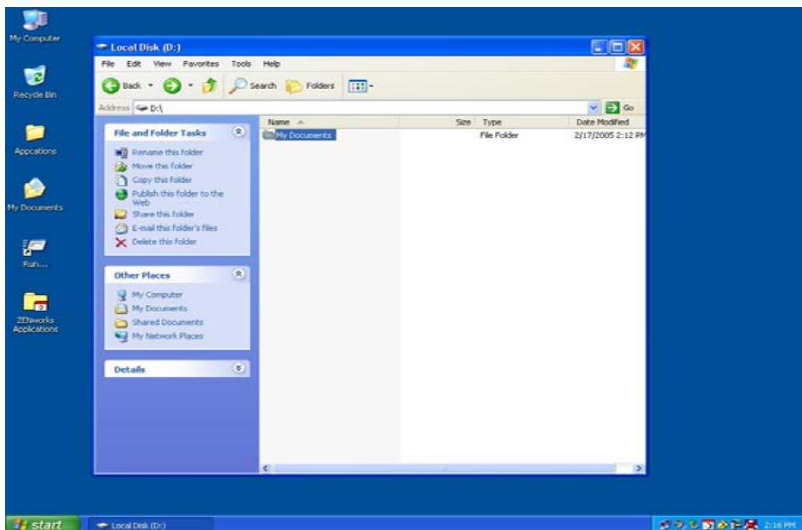 My Computer
Recycle Bin
Appcations
My Documents
Run...
ZENworks
Applications
Local Disk (D:)
File Edit View Favorites Tools Help
Back Search Folders
Address D:\ Go
File and Folder Tasks
Rename this folder
Move this folder
Copy this folder
Publish this folder to the
Web
Share this folder
E-mail this folder's files
Delete this folder
Other Places
My Computer
My Documents
Shared Documents
My Network Places
Details
Name Size Type Date Modified
My Documents File Folder 2/17/2005 2:12 PM
start Local Disk (D:) 2:16 PM